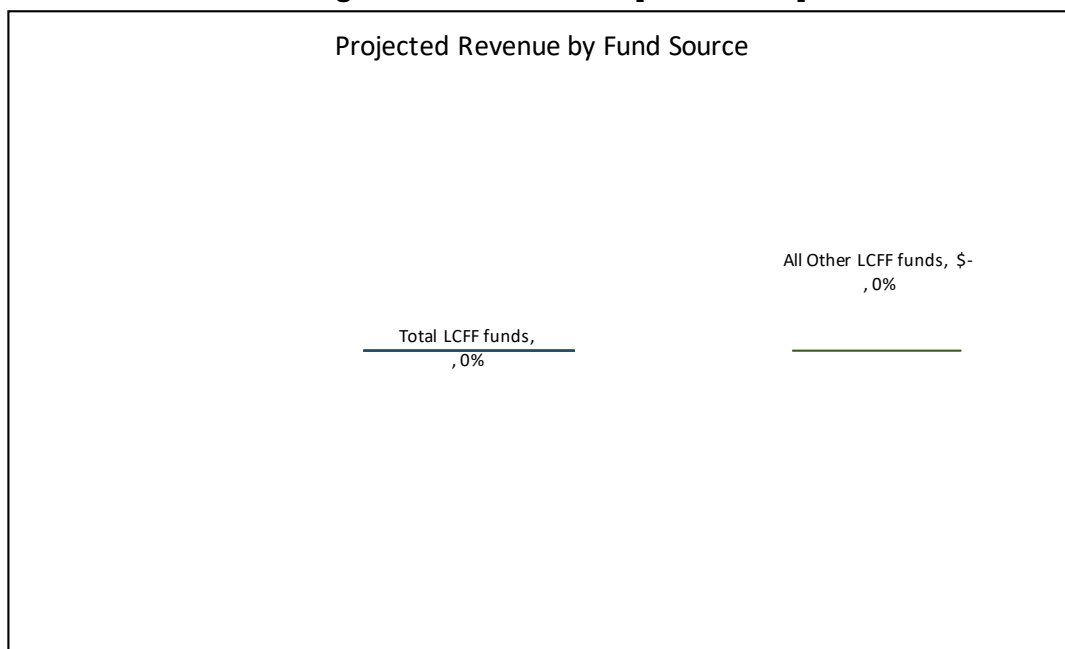 Projected Revenue by Fund Source
All Other LCFF funds, $-
, 0%
Total LCFF funds,
, 0%